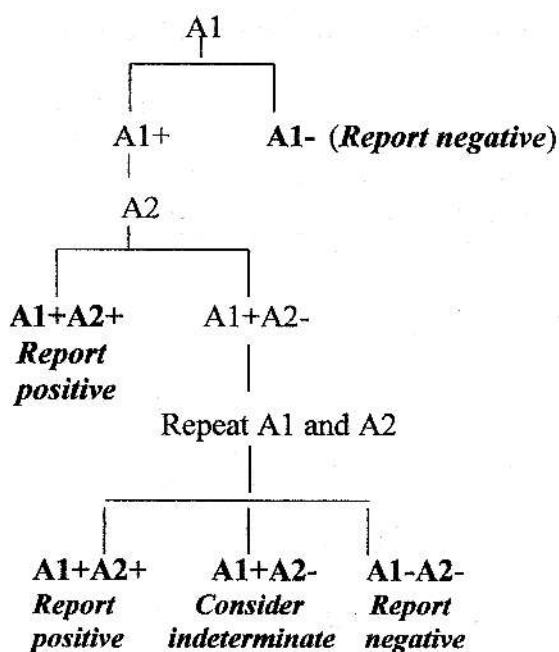 A1
A1+ A1- (Report negative)
A2
A1+A2+ A1+A2-
Report
positive
Repeat A1 and A2
A1+A2+ A1+A2- A1-A2-
Report Consider Report
positive indeterminate negative